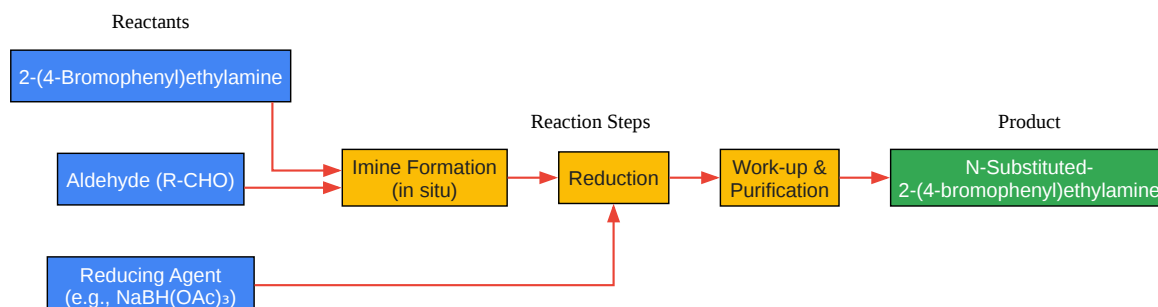 Reactants
2-(4-Bromophenyl)ethylamine
Reaction Steps
Product
Aldehyde (R-CHO)
Imine Formation
(in situ)
Reduction
Work-up &
Purification
N-Substituted-
2-(4-bromophenyl)ethylamine
Reducing Agent
(e.g., NaBH(OAc)₃)